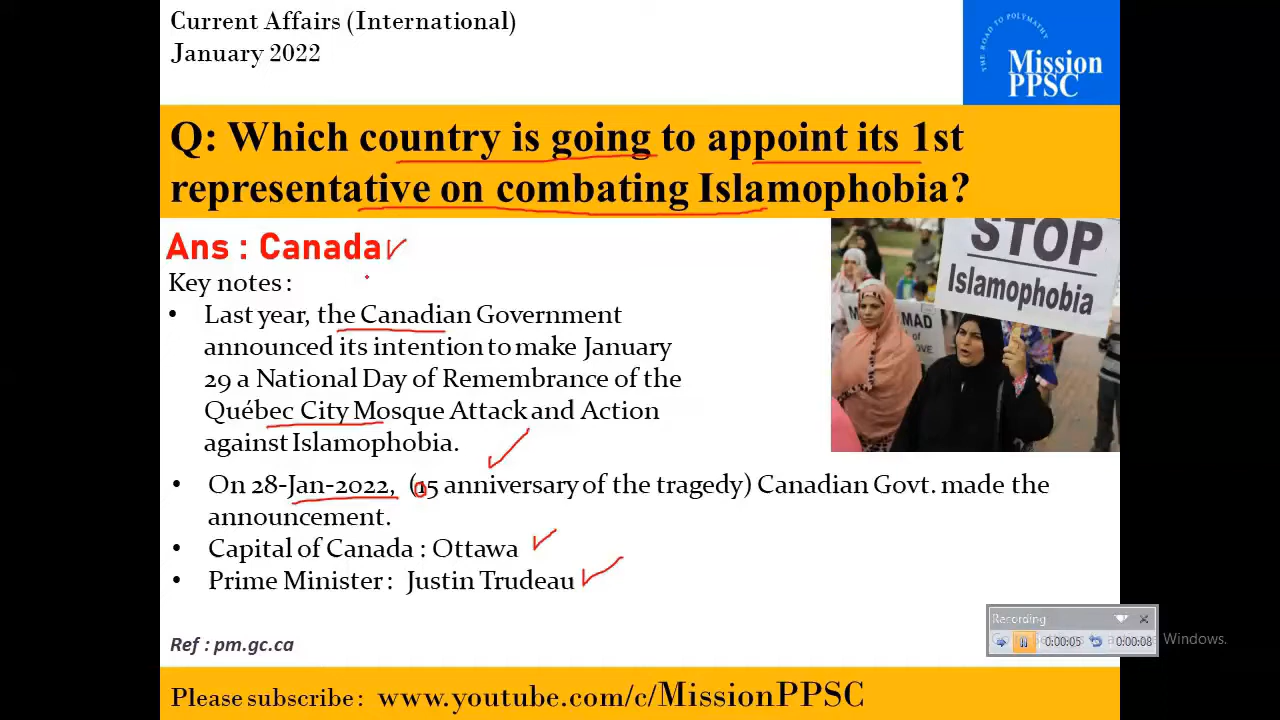 Current Affairs (International)
January 2022
THE ROAD TO POLYMATHY
Mission
PPSC
Q: Which country is going to appoint its 1st
representative on combating Islamophobia?
Ans : Canada
Key notes :
• Last year, the Canadian Government
announced its intention to make January
29 a National Day of Remembrance of the
Québec City Mosque Attack and Action
against Islamophobia.
STOP
Islamophobia
MAD
• On 28-Jan-2022, (15 anniversary of the tragedy) Canadian Govt. made the
announcement.
• Capital of Canada : Ottawa
• Prime Minister : Justin Trudeau
Recording
0:00:05
0:00:08
Windows.
Ref : pm.gc.ca
Please subscribe : www.youtube.com/c/MissionPPSC